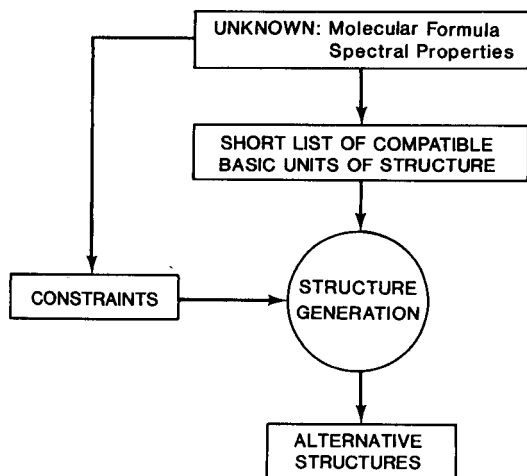 UNKNOWN: Molecular Formula
Spectral Properties
SHORT LIST OF COMPATIBLE
BASIC UNITS OF STRUCTURE
CONSTRAINTS
STRUCTURE
GENERATION
ALTERNATIVE
STRUCTURES